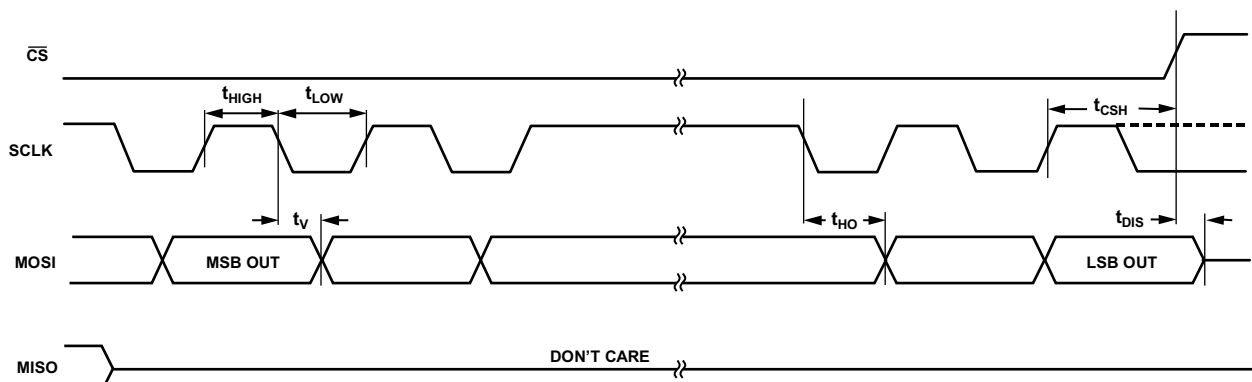 CS
tHIGH
tLOW
tCSH
SCLK
tV
tHO
tDIS
MOSI
MSB OUT
LSB OUT
MISO
DON'T CARE